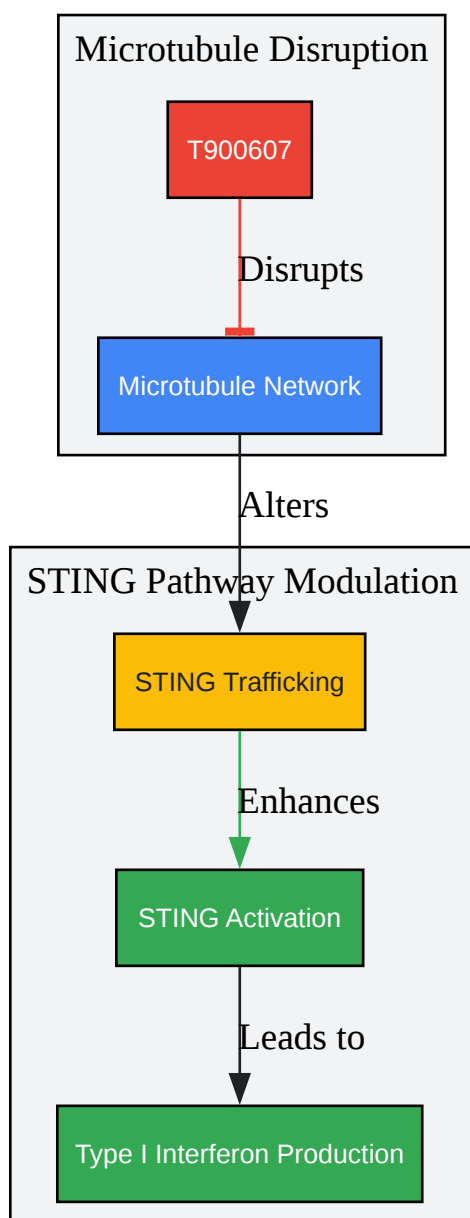 Microtubule Disruption
T900607
Disrupts
Microtubule Network
Alters
STING Pathway Modulation
STING Trafficking
Enhances
STING Activation
Leads to
Type I Interferon Production